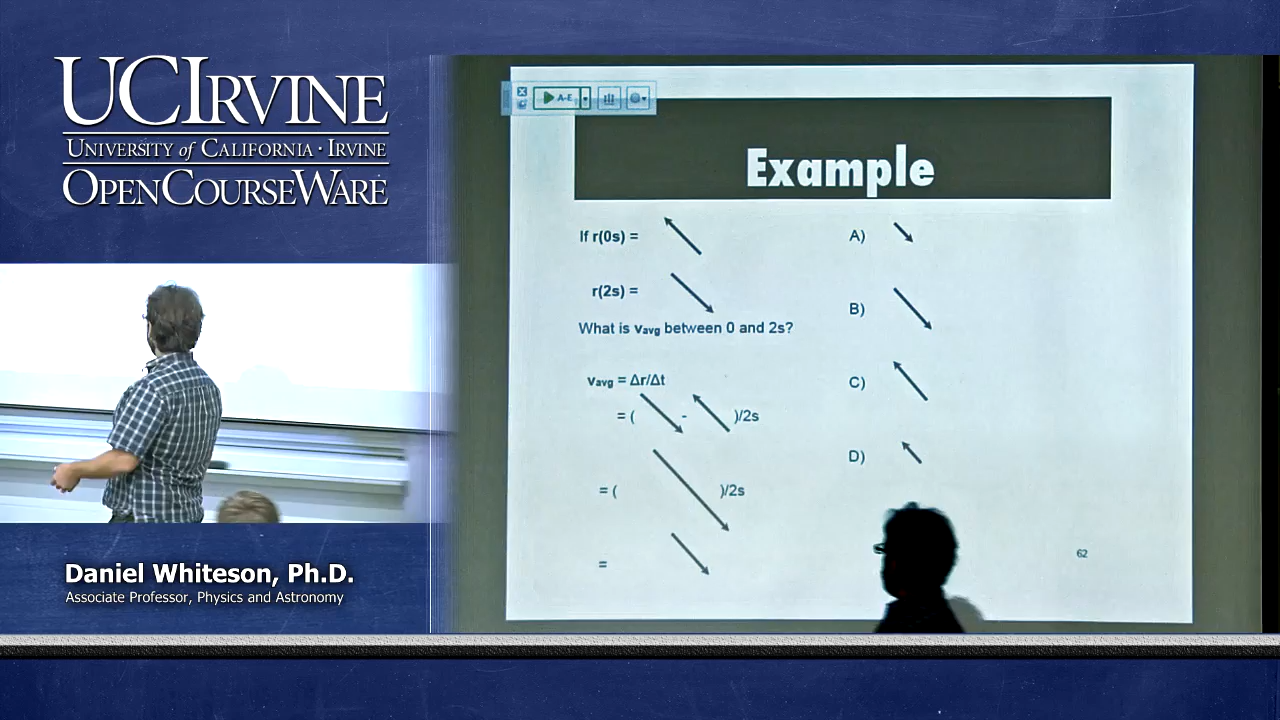 UCIRVINE
UNIVERSITY of CALIFORNIA · IRVINE
OPENCOURSEWARE
Daniel Whiteson, Ph.D.
Associate Professor, Physics and Astronomy
A-E
Example
If r(0s) =
r(2s) =
What is vavg between 0 and 2s?
vavg = Δr/Δt
= ( - )/2s
= ( )/2s
=
A)
B)
C)
D)
62